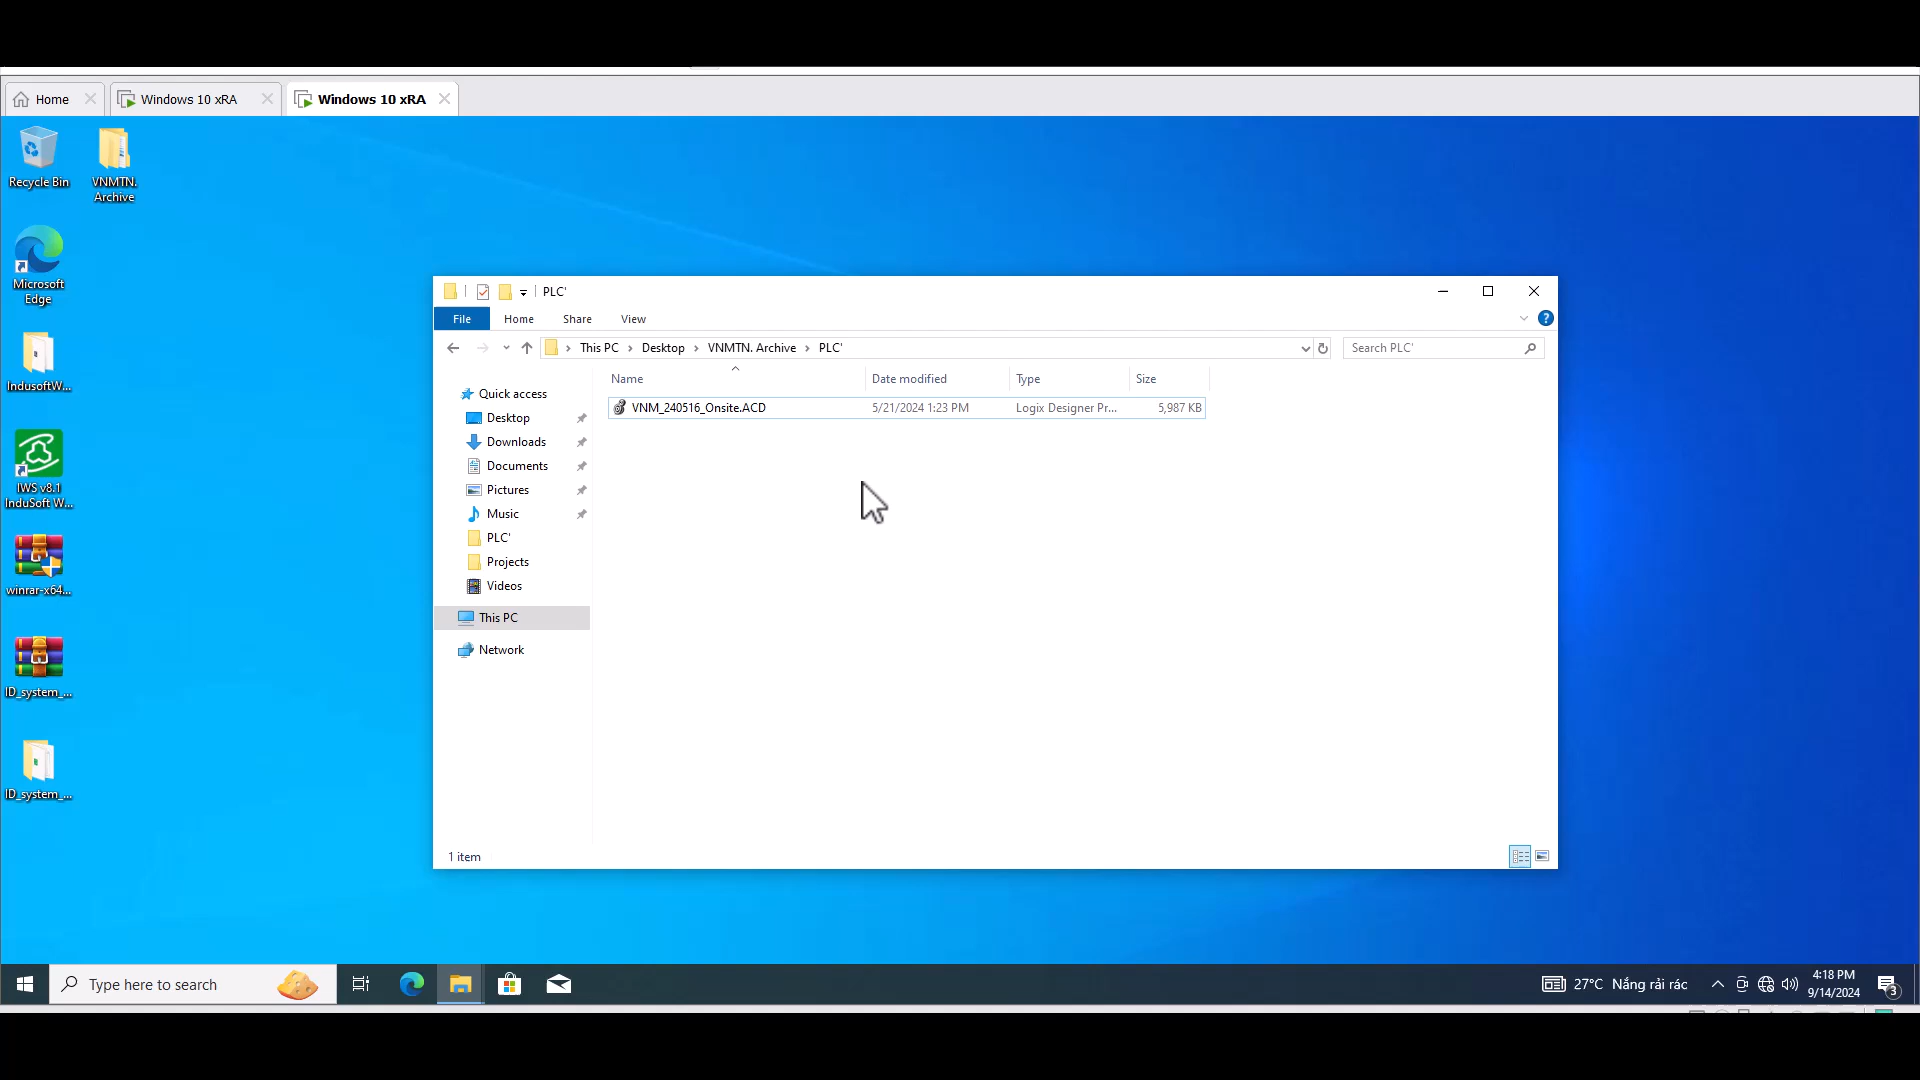 Home
Windows 10 xRA
Windows 10 xRA
Recycle Bin
VNMTN.
Archive
Microsoft
Edge
IndusoftW...
IWS v8.1
InduSoft W...
winrar-x64...
ID_system_...
ID_system_...
PLC'
File
Home
Share
View
This PC
Desktop
VNMTN. Archive
PLC'
Search PLC'
Name
Date modified
Type
Size
VNM_240516_Onsite.ACD
5/21/2024 1:23 PM
Logix Designer Pr...
5,987 KB
Quick access
Desktop
Downloads
Documents
Pictures
Music
PLC'
Projects
Videos
This PC
Network
1 item
Type here to search
27°C Nắng rải rác
4:18 PM
9/14/2024
3